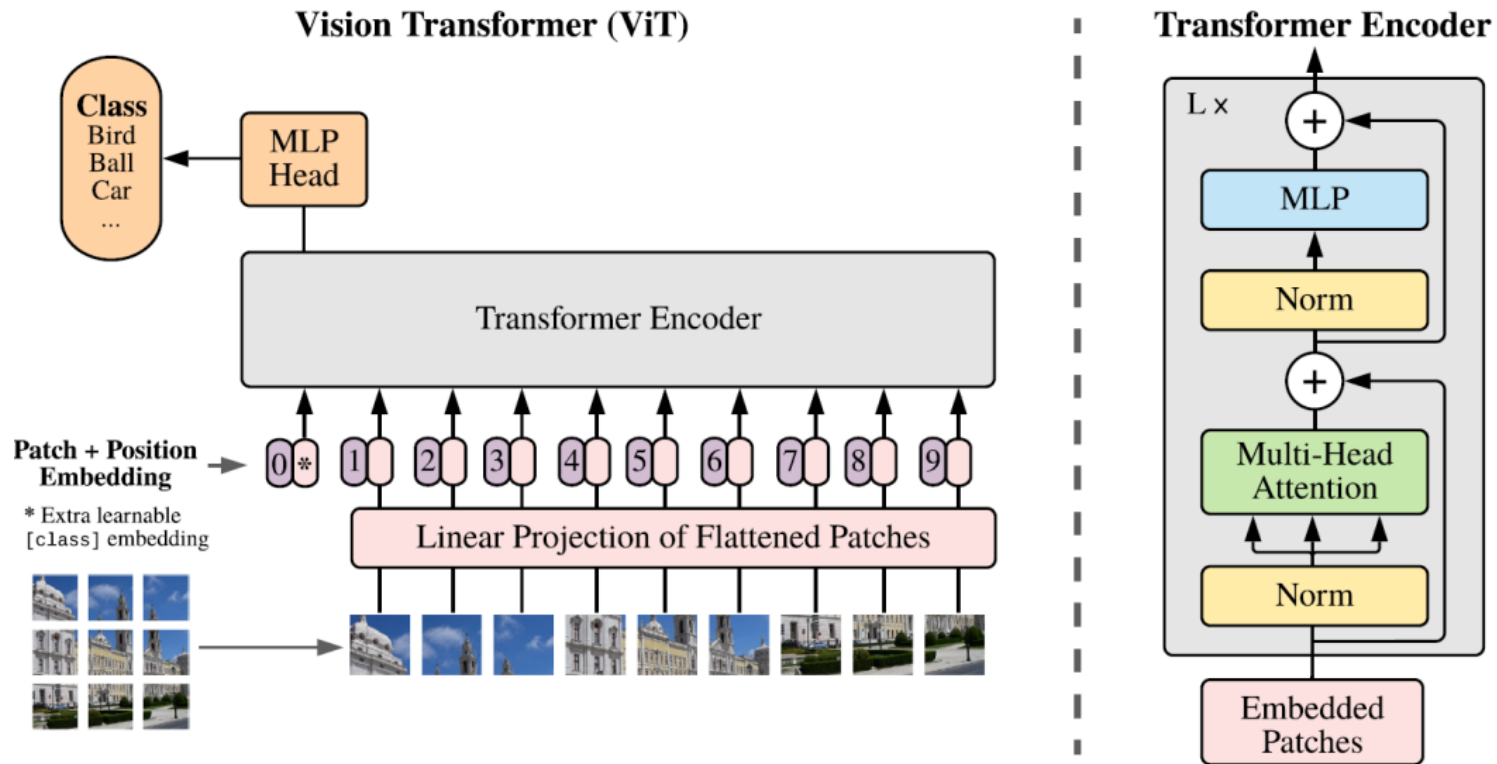 Vision Transformer (ViT)
Class
Bird
Ball
Car
...
MLP
Head
Transformer Encoder
Patch + Position
Embedding
* Extra learnable
[class] embedding
0 * 1 2 3 4 5 6 7 8 9
Linear Projection of Flattened Patches
Transformer Encoder
L ×
+
MLP
Norm
+
Multi-Head
Attention
Norm
Embedded
Patches